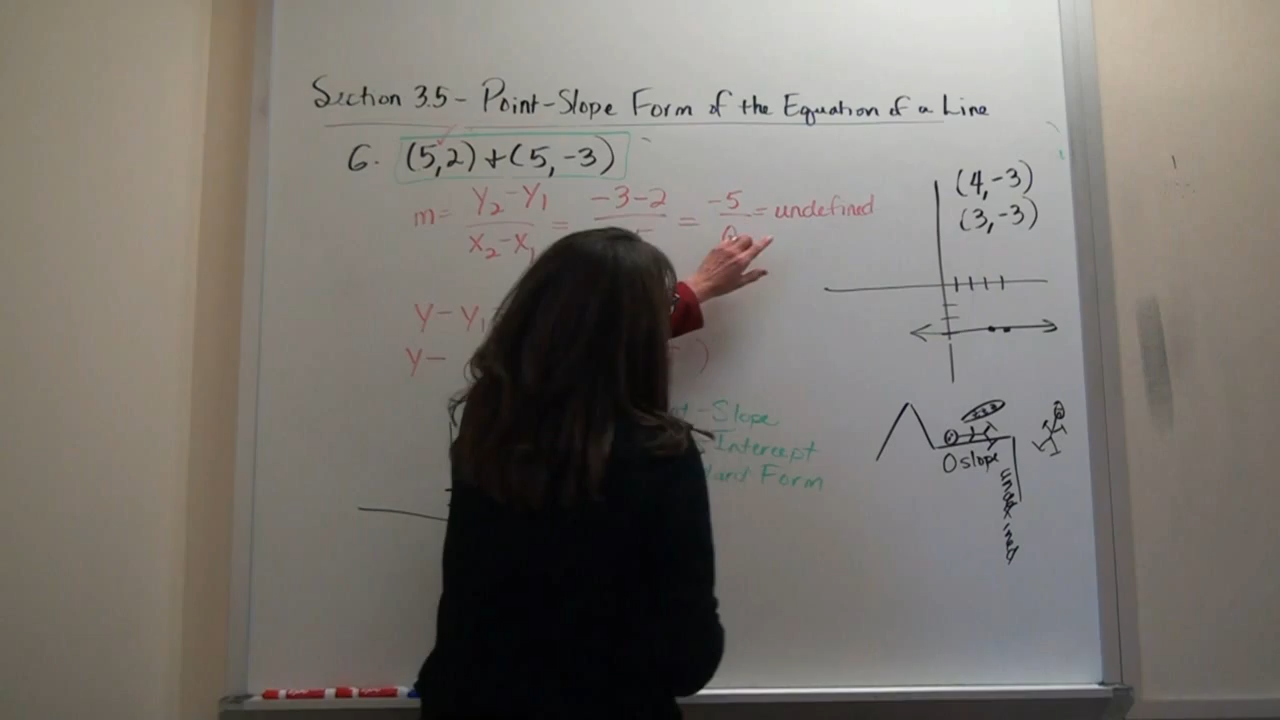 Section 3.5 - Point-Slope Form of the Equation of a Line
6. (5,2) + (5, -3)
m = Y2 - Y1 / X2 - X1 = -3 - 2 / = -5 / 0 = undefined
Y - Y1
Y - ( )
Slope
Intercept
Form
(4, -3)
(3, -3)
0 slope
undefined